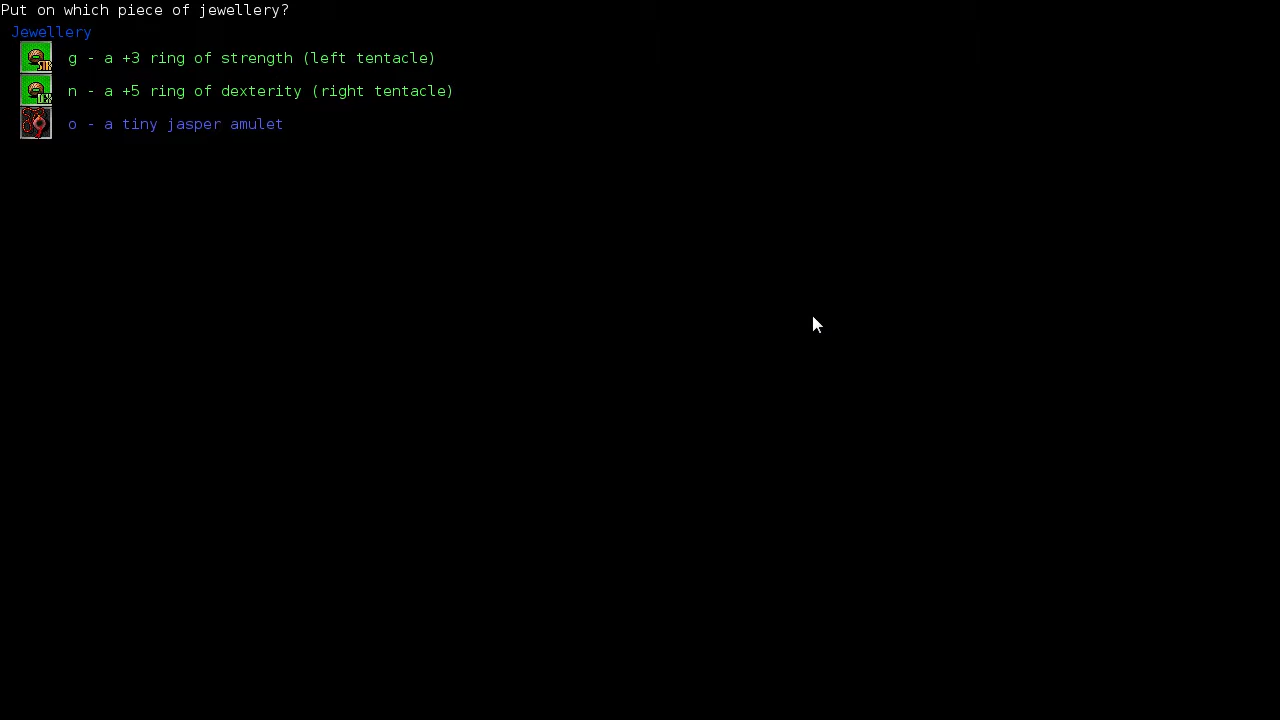 Put on which piece of jewellery?
Jewellery
g - a +3 ring of strength (left tentacle)
n - a +5 ring of dexterity (right tentacle)
o - a tiny jasper amulet